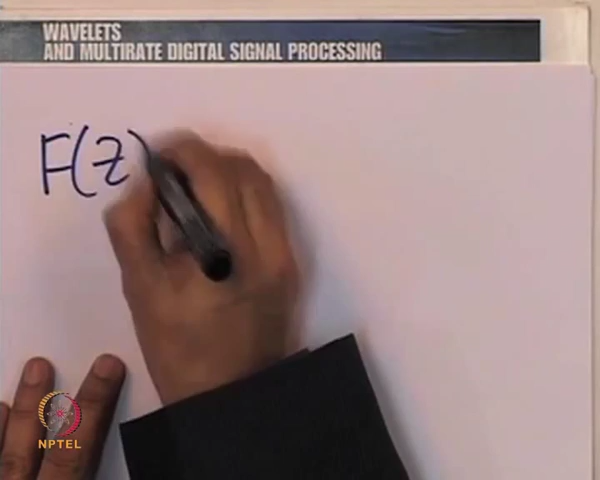 WAVELETS
AND MULTIRATE DIGITAL SIGNAL PROCESSING
F(Z)
NPTEL